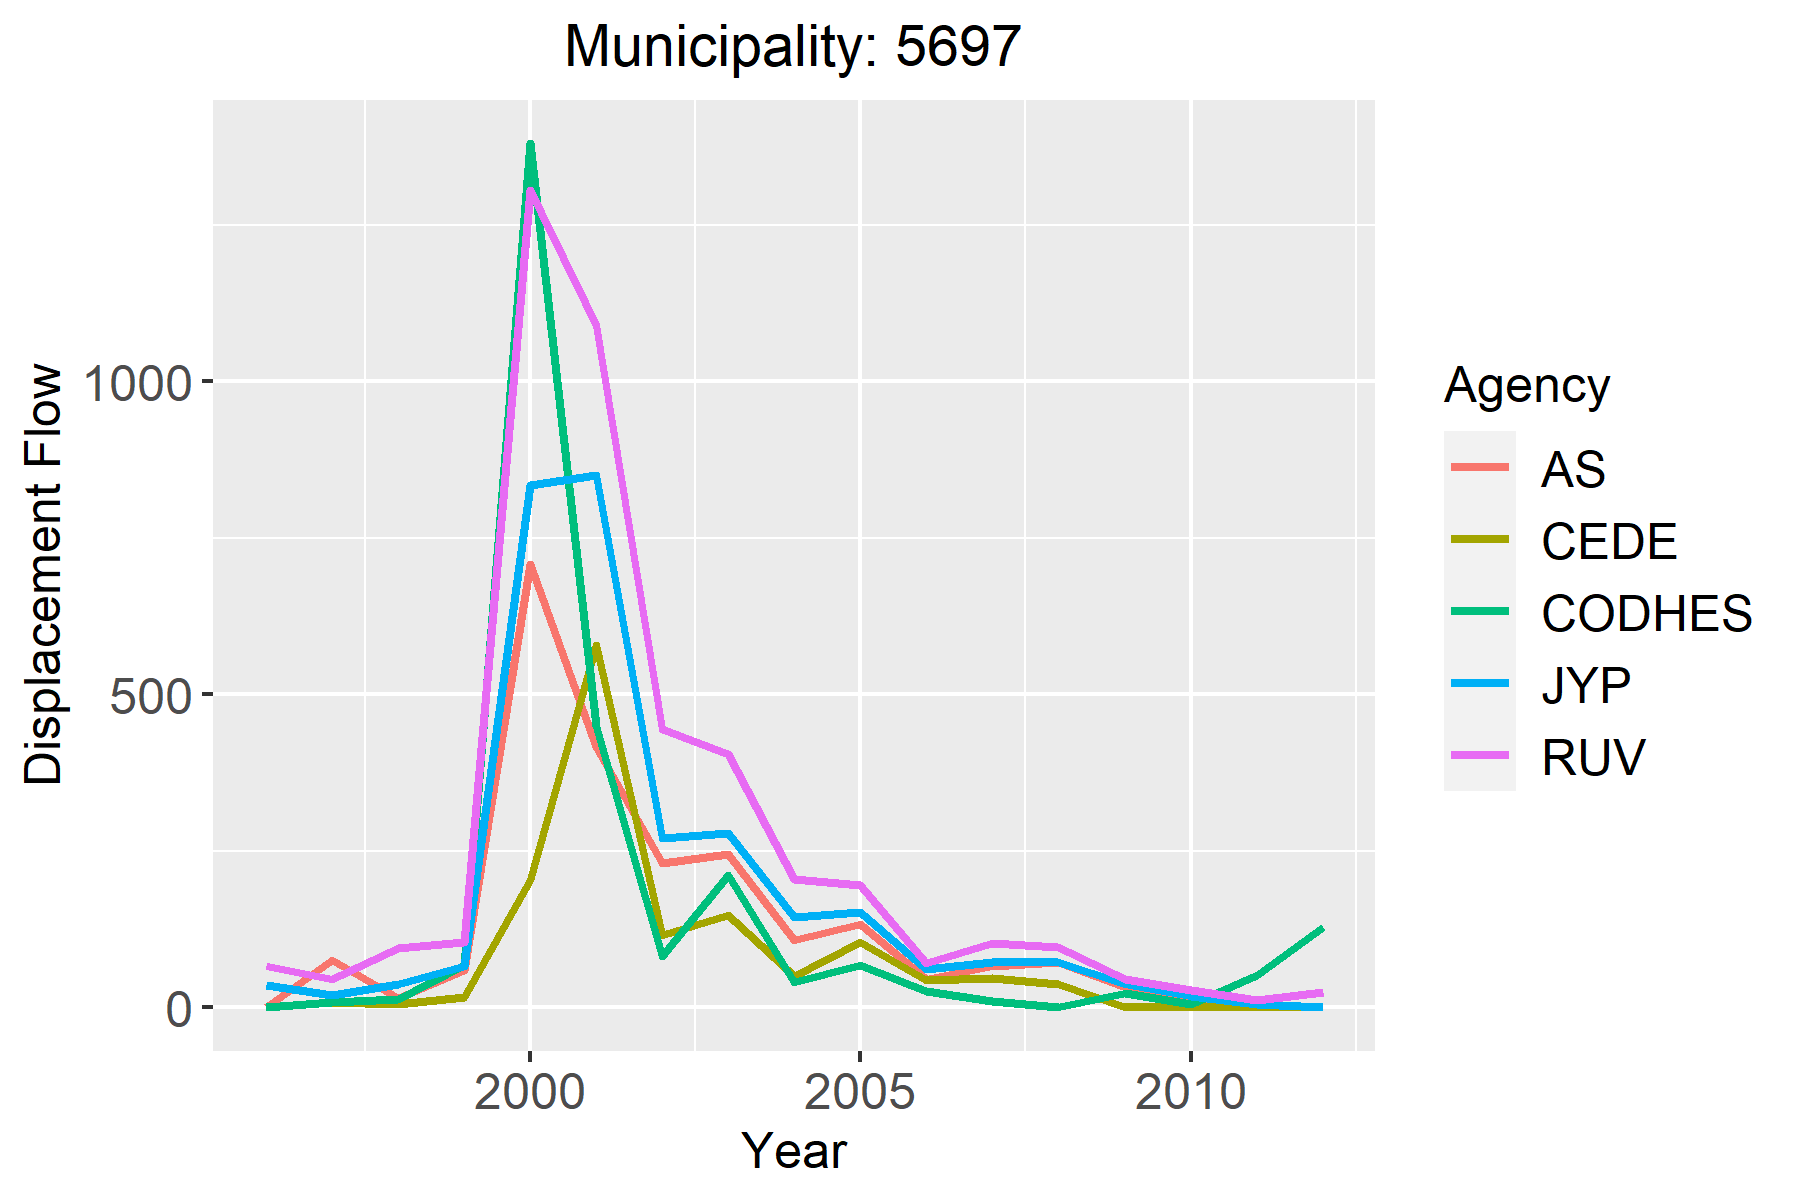 Municipality: 5697
Displacement Flow
1000
500
0
2000 2005 2010
Year
Agency
AS
CEDE
CODHES
JYP
RUV